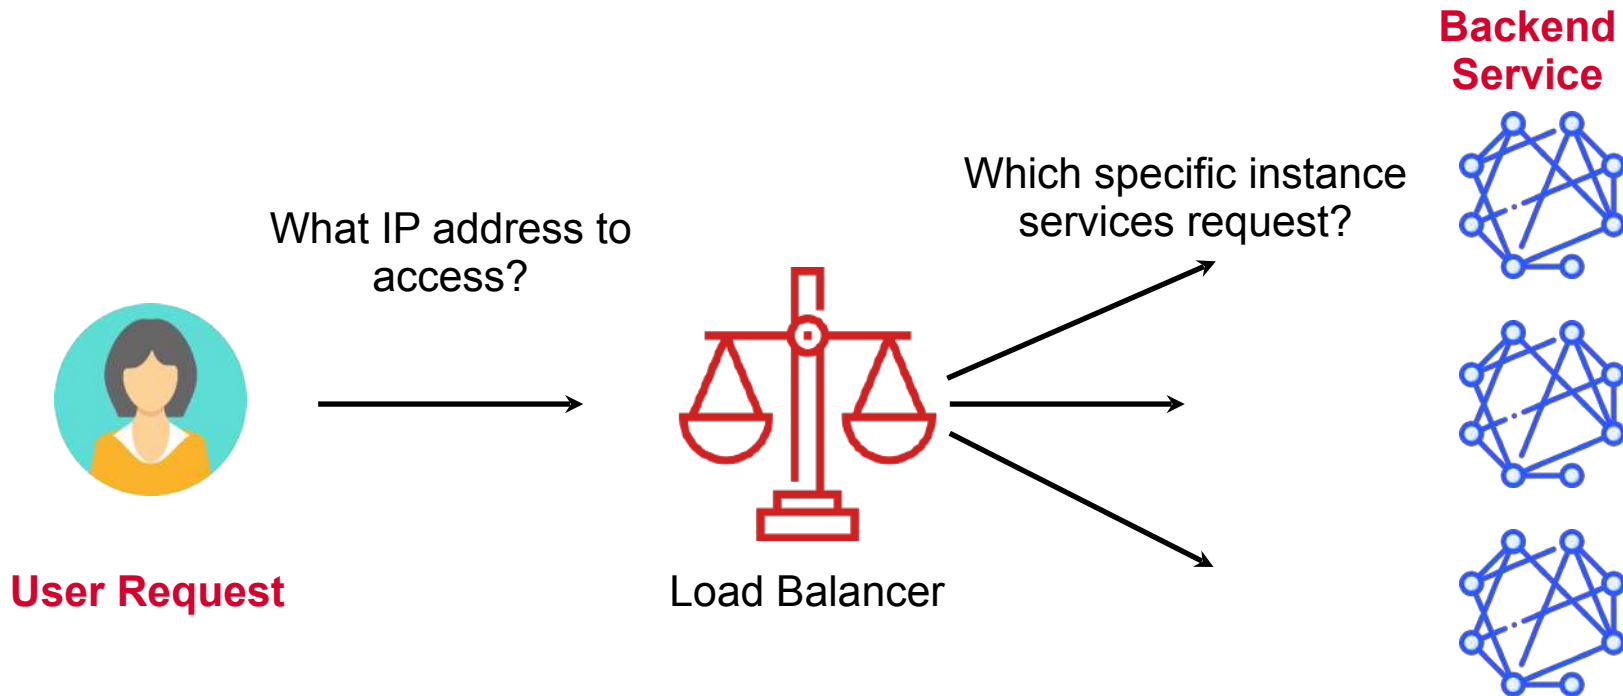 Backend
Service
Which specific instance
services request?
What IP address to
access?
User Request
Load Balancer